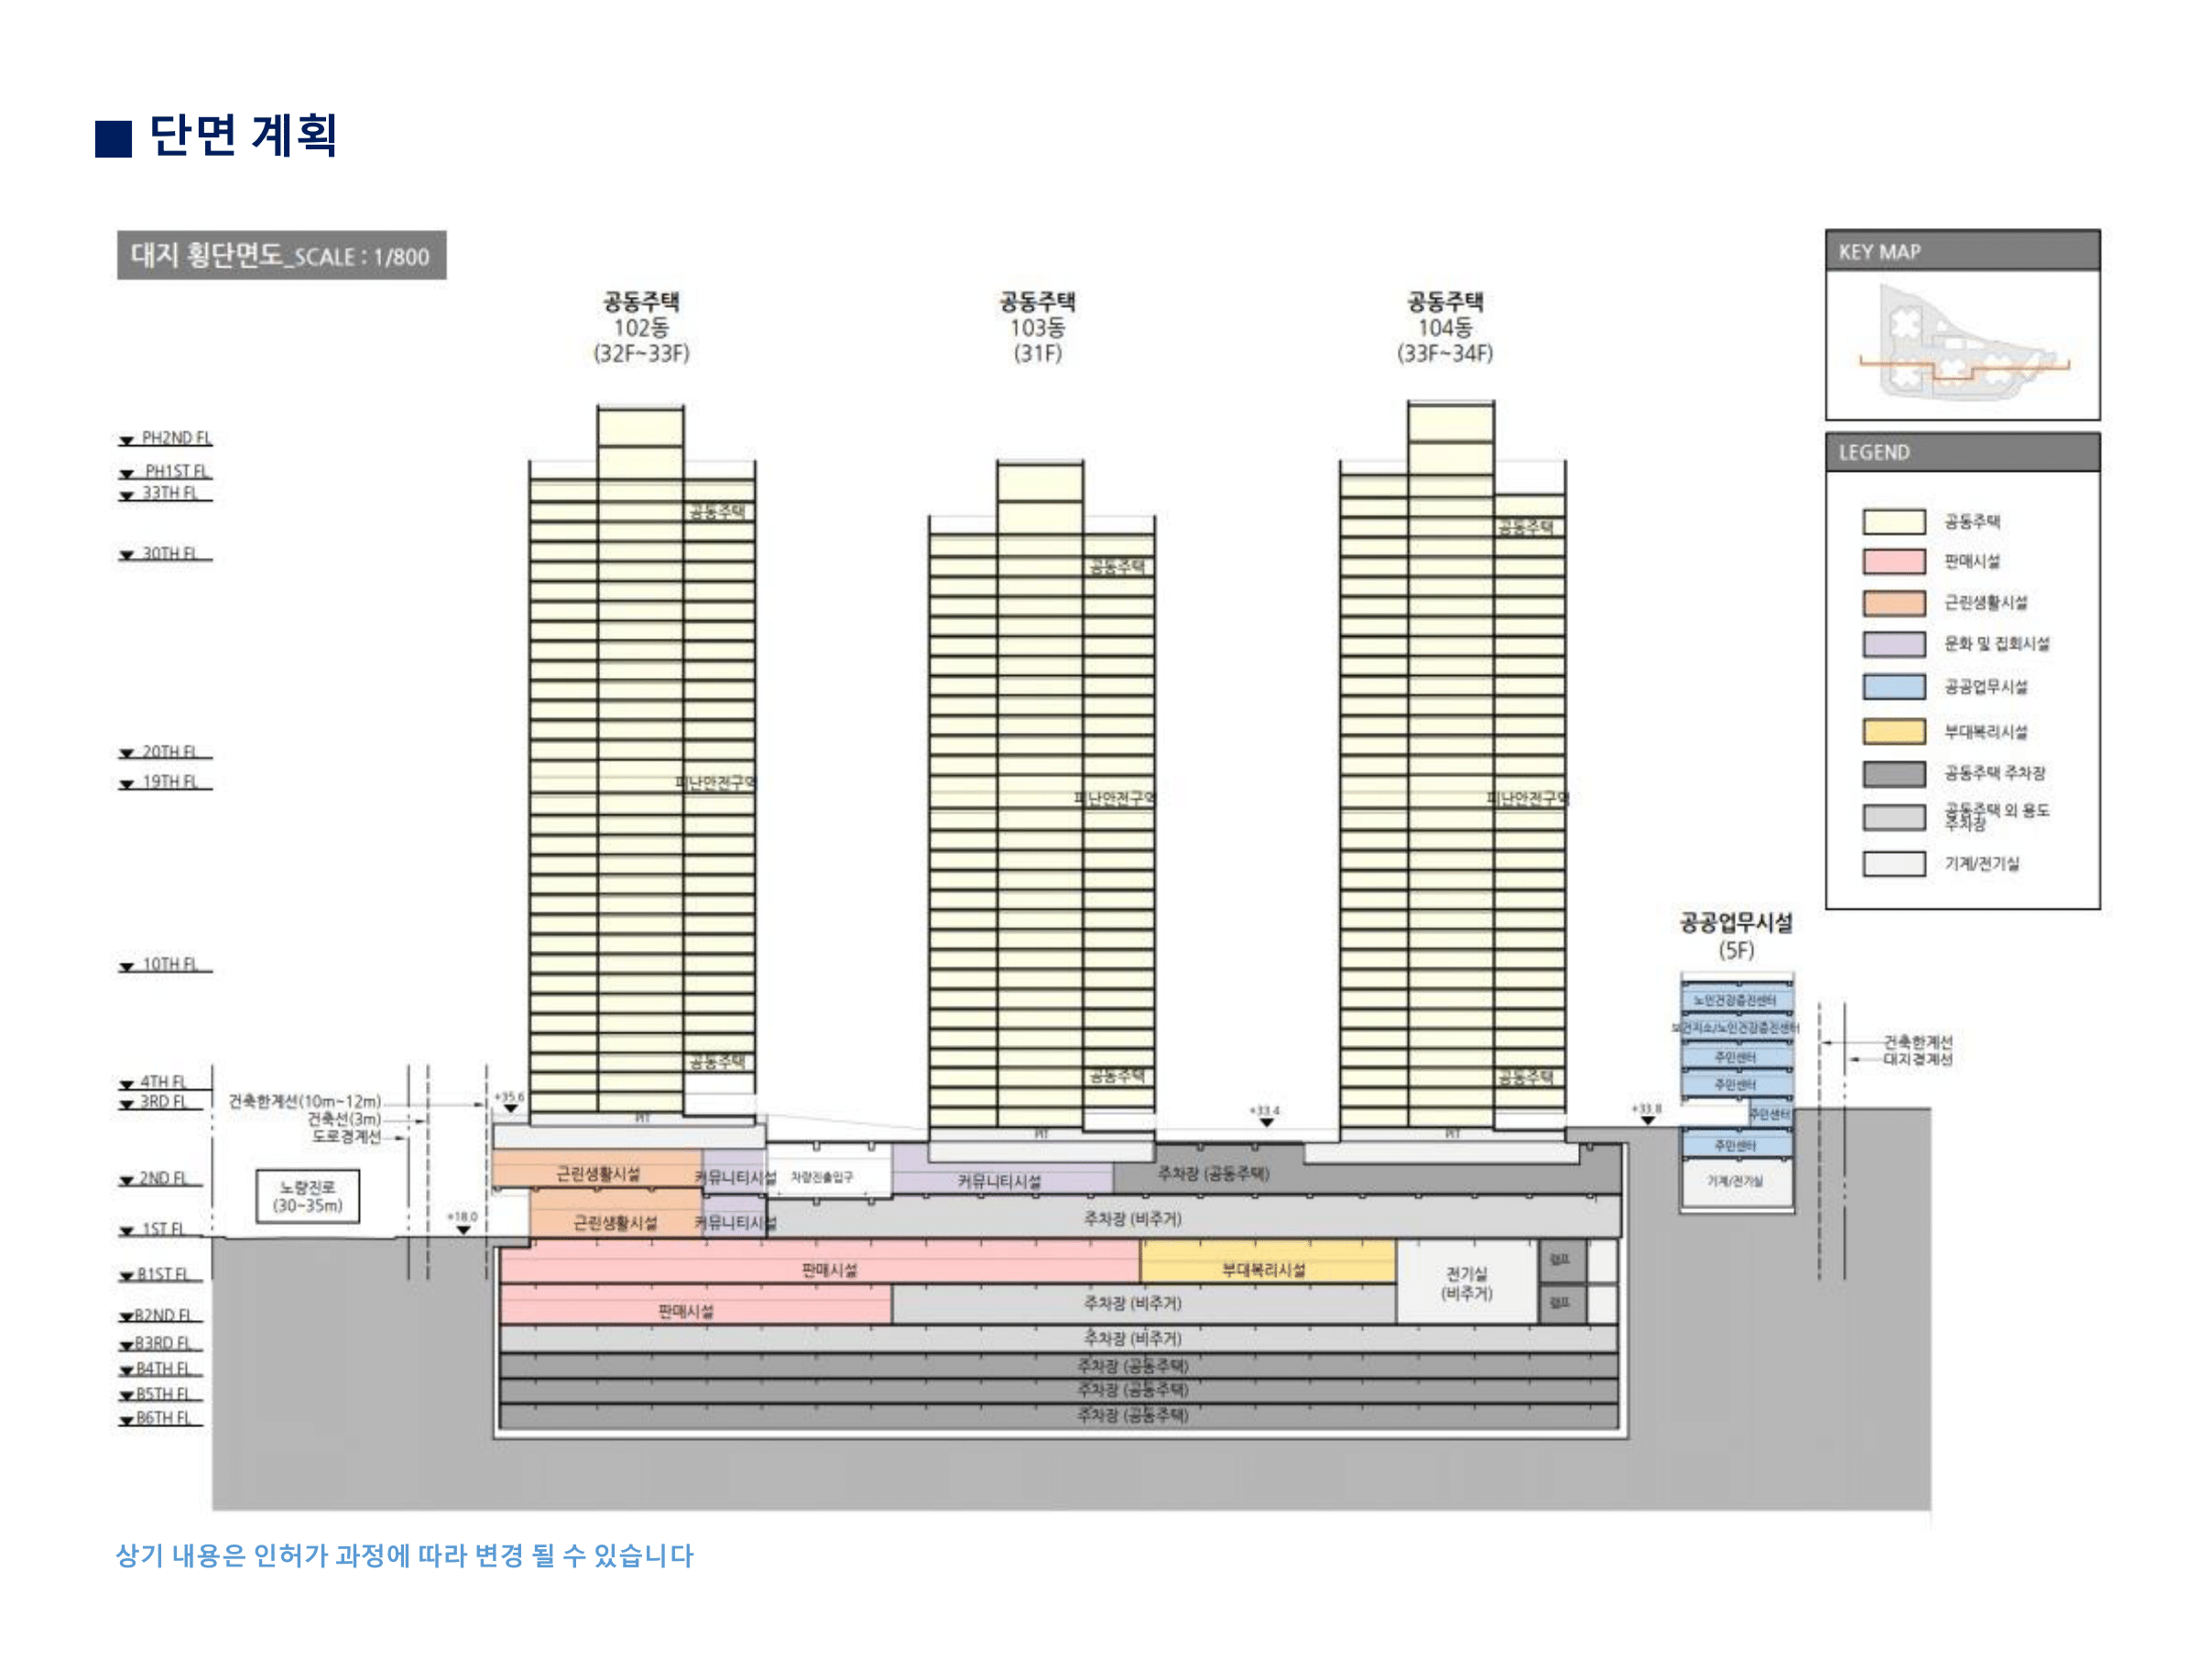 ■ 단면 계획
대지 횡단면도_SCALE : 1/800
공동주택
102동
(32F~33F)
공동주택
103동
(31F)
공동주택
104동
(33F~34F)
KEY MAP
LEGEND
공동주택
판매시설
근린생활시설
문화 및 집회시설
공공업무시설
부대복리시설
공동주택 주차장
공동주택 외 용도
주차장
기계/전기실
PH2ND FL
PH1ST FL
33TH FL
30TH FL
20TH FL
19TH FL
10TH FL
4TH FL
3RD FL
2ND FL
1ST FL
B1ST FL
B2ND FL
B3RD FL
B4TH FL
B5TH FL
B6TH FL
공동주택
공동주택
공동주택
피난안전구역
피난안전구역
피난안전구역
공동주택
공동주택
공동주택
공공업무시설
(5F)
노인건강증진센터
보건지소/노인건강증진센터
주민센터
주민센터
주민센터
주민센터
기계/전기실
건축한계선
대지경계선
건축한계선(10m~12m)
건축선(3m)
도로경계선
노량진로
(30~35m)
+35.6
+18.0
+33.4
+33.8
PIT
PIT
PIT
근린생활시설
커뮤니티시설
차량진출입구
커뮤니티시설
주차장 (공동주택)
근린생활시설
커뮤니티시설
주차장 (비주거)
판매시설
부대복리시설
전기실
(비주거)
램프
판매시설
주차장 (비주거)
램프
주차장 (비주거)
주차장 (공동주택)
주차장 (공동주택)
주차장 (공동주택)
상기 내용은 인허가 과정에 따라 변경 될 수 있습니다